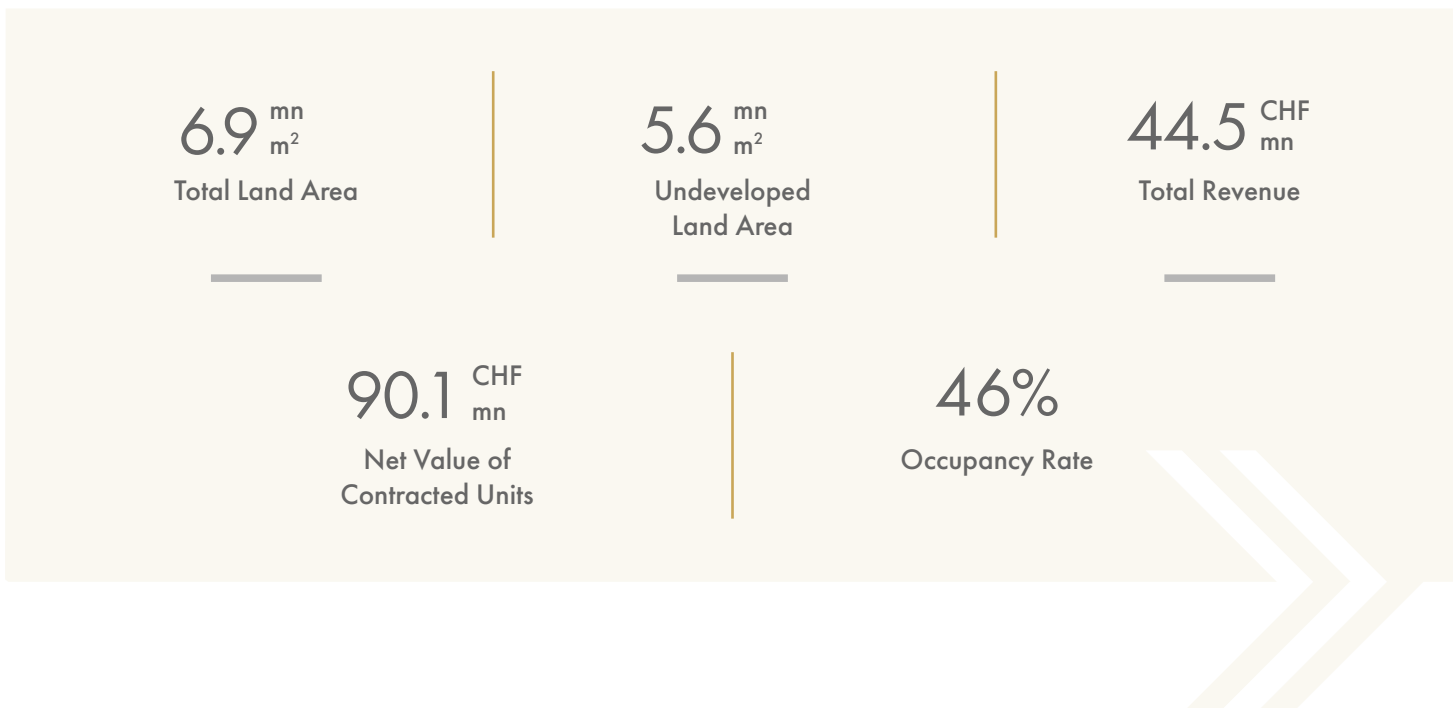 6.9 mn
m²
Total Land Area
5.6 mn
m²
Undeveloped
Land Area
44.5 CHF
mn
Total Revenue
90.1 CHF
mn
Net Value of
Contracted Units
46%
Occupancy Rate